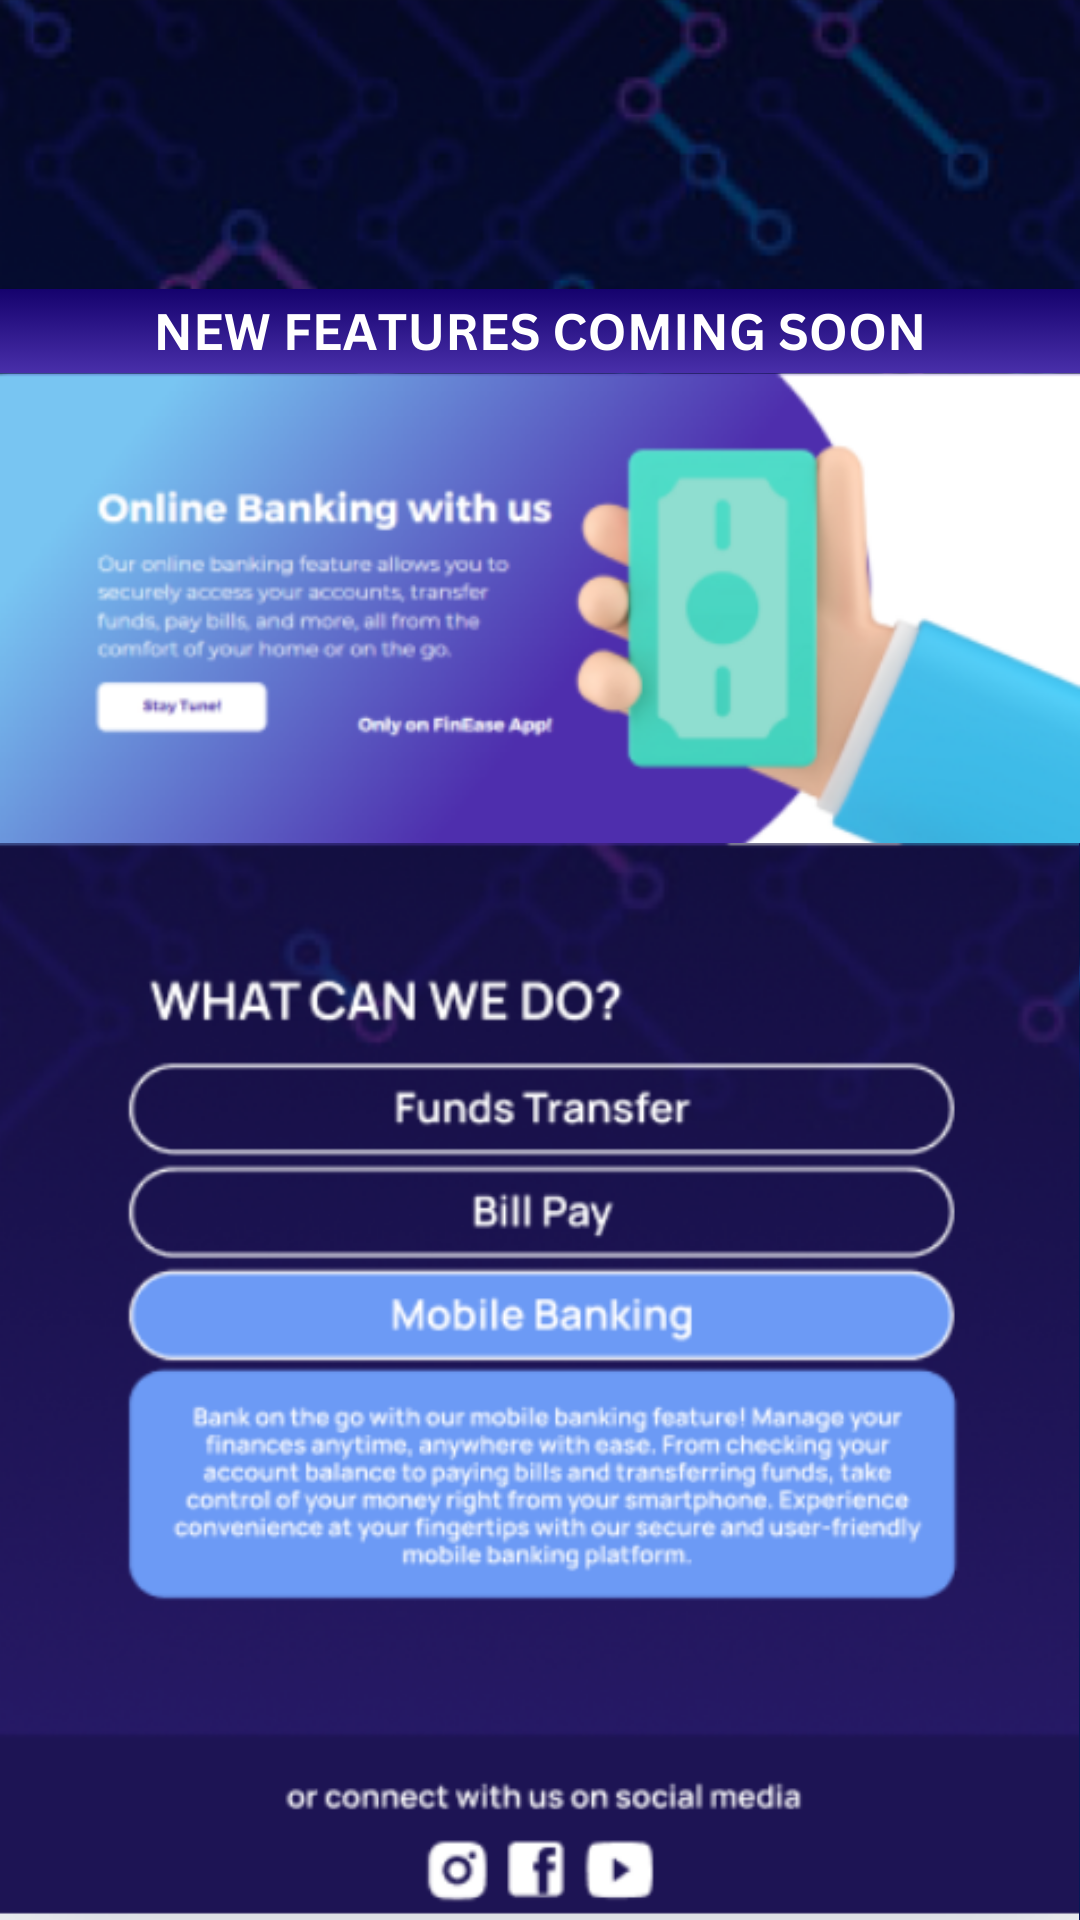 NEW FEATURES COMING SOON
Online Banking with us
Our online banking feature allows you to
securely access your accounts, transfer
funds, pay bills, and more, all from the
comfort of your home or on the go.
Stay Tune!
Only on FinEase App!
WHAT CAN WE DO?
Funds Transfer
Bill Pay
Mobile Banking
Bank on the go with our mobile banking feature! Manage your
finances anytime, anywhere with ease. From checking your
account balance to paying bills and transferring funds, take
control of your money right from your smartphone. Experience
convenience at your fingertips with our secure and user-friendly
mobile banking platform.
or connect with us on social media